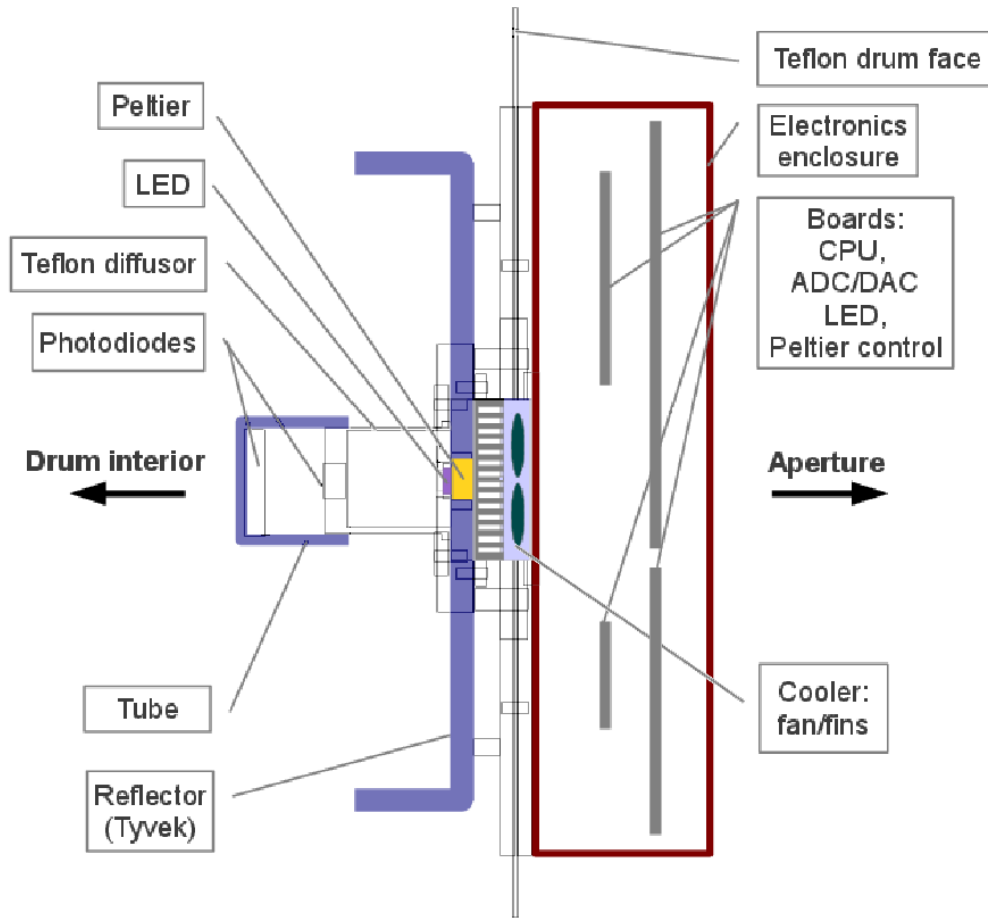 Teflon drum face
Peltier
Electronics
enclosure
LED
Boards:
CPU,
ADC/DAC
LED,
Peltier control
Teflon diffusor
Photodiodes
Drum interior
Aperture
Tube
Cooler:
fan/fins
Reflector
(Tyvek)